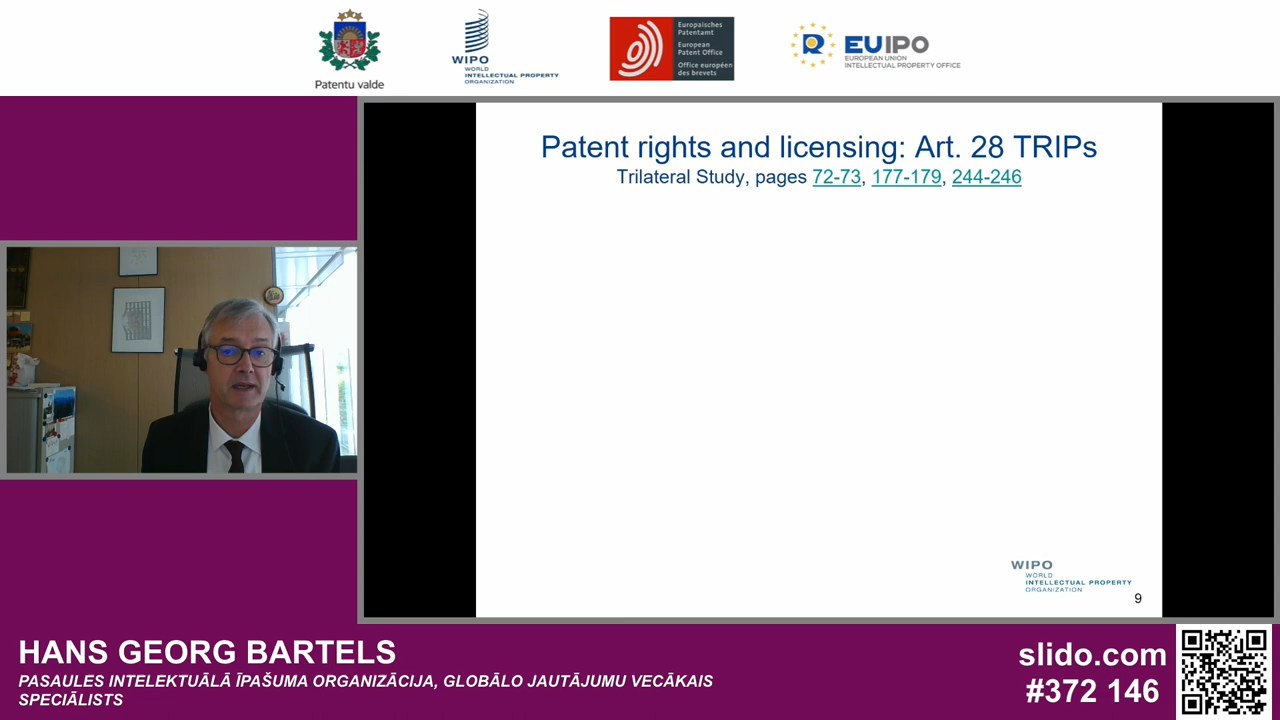 Patentu valde
WIPO
WORLD
INTELLECTUAL PROPERTY
ORGANIZATION
Europäisches
Patentamt
European
Patent Office
Office européen
des brevets
EUIPO
EUROPEAN UNION
INTELLECTUAL PROPERTY OFFICE
Patent rights and licensing: Art. 28 TRIPs
Trilateral Study, pages 72-73, 177-179, 244-246
WIPO
WORLD
INTELLECTUAL PROPERTY
ORGANIZATION
9
HANS GEORG BARTELS
PASAULES INTELEKTUĀLĀ ĪPAŠUMA ORGANIZĀCIJA, GLOBĀLO JAUTĀJUMU VECĀKAIS
SPECIĀLISTS
slido.com
#372 146